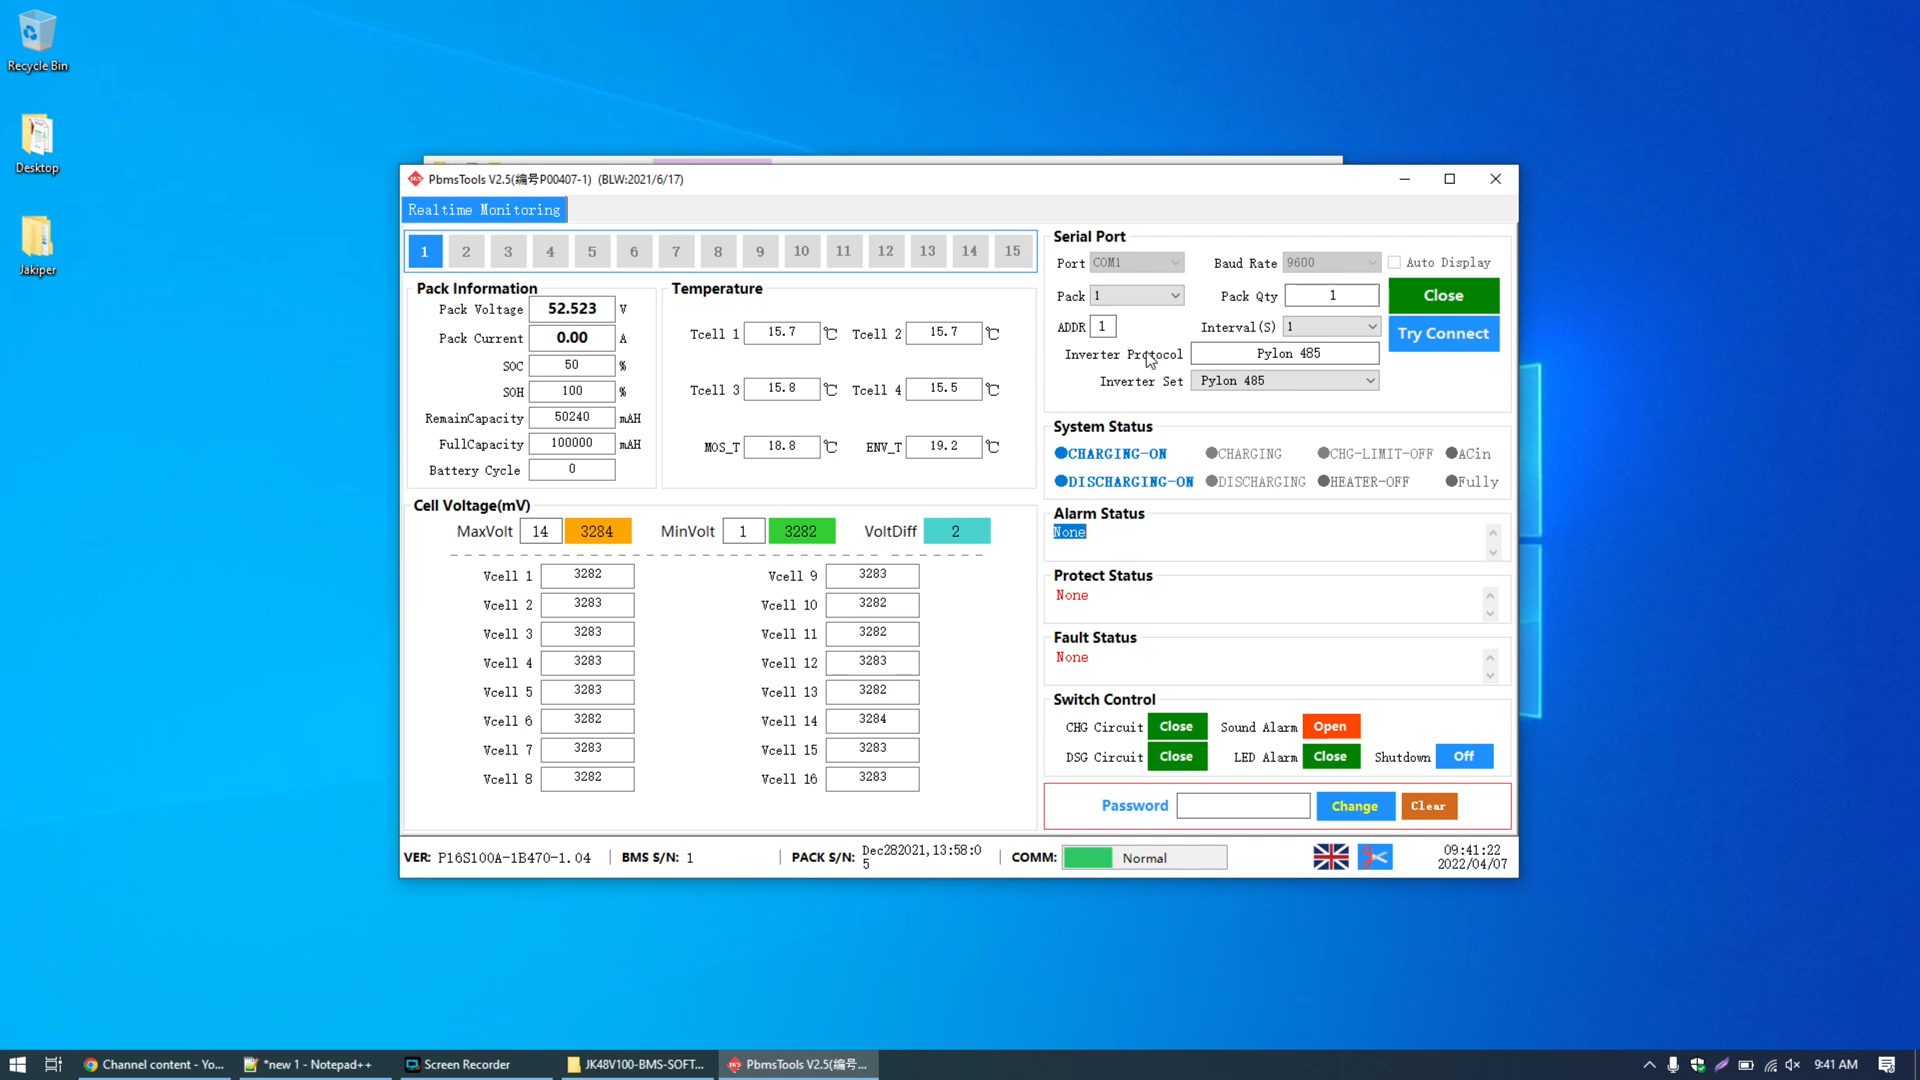 Recycle Bin
Desktop
Jakiper
PbmsTools V2.5(编号P00407-1) (BLW:2021/6/17)
Realtime Monitoring
1 2 3 4 5 6 7 8 9 10 11 12 13 14 15
Pack Information
Pack Voltage 52.523 V
Pack Current 0.00 A
SOC 50 %
SOH 100 %
RemainCapacity 50240 mAH
FullCapacity 100000 mAH
Battery Cycle 0
Temperature
Tcell 1 15.7 ℃ Tcell 2 15.7 ℃
Tcell 3 15.8 ℃ Tcell 4 15.5 ℃
MOS_T 18.8 ℃ ENV_T 19.2 ℃
Cell Voltage(mV)
MaxVolt 14 3284 MinVolt 1 3282 VoltDiff 2
Vcell 1 3282 Vcell 9 3283
Vcell 2 3283 Vcell 10 3282
Vcell 3 3283 Vcell 11 3282
Vcell 4 3283 Vcell 12 3283
Vcell 5 3283 Vcell 13 3282
Vcell 6 3282 Vcell 14 3284
Vcell 7 3283 Vcell 15 3283
Vcell 8 3282 Vcell 16 3283
Serial Port
Port COM1 Baud Rate 9600 Auto Display
Pack 1 Pack Qty 1 Close
ADDR 1 Interval(S) 1 Try Connect
Inverter Protocol Pylon 485
Inverter Set Pylon 485
System Status
CHARGING-ON CHARGING CHG-LIMIT-OFF ACin
DISCHARGING-ON DISCHARGING HEATER-OFF Fully
Alarm Status
None
Protect Status
None
Fault Status
None
Switch Control
CHG Circuit Close Sound Alarm Open
DSG Circuit Close LED Alarm Close Shutdown Off
Password Change Clear
VER: P16S100A-1B470-1.04 BMS S/N: 1 PACK S/N: Dec282021,13:58:0
5
COMM: Normal
09:41:22
2022/04/07
Channel content - Yo... *new 1 - Notepad++ Screen Recorder JK48V100-BMS-SOFT... PbmsTools V2.5(编号... 9:41 AM